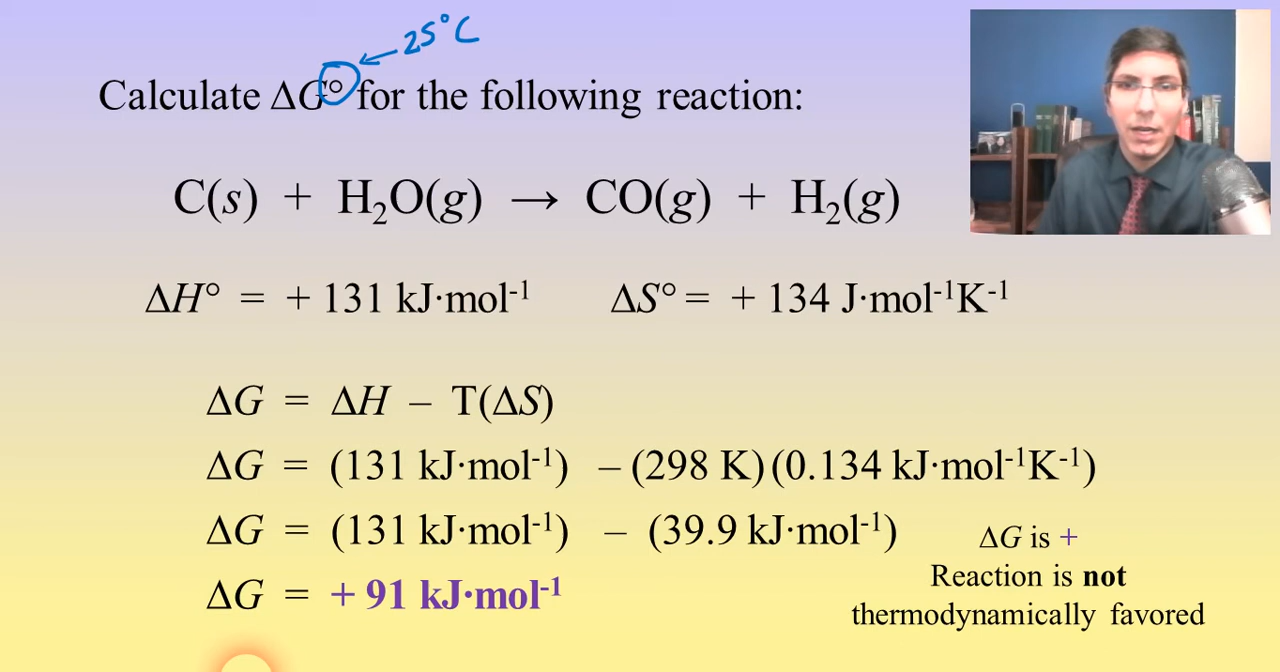 25°C
Calculate ΔG° for the following reaction:
C(s) + H₂O(g) → CO(g) + H₂(g)
ΔH° = + 131 kJ·mol⁻¹ ΔS° = + 134 J·mol⁻¹K⁻¹
ΔG = ΔH – T(ΔS)
ΔG = (131 kJ·mol⁻¹) – (298 K)(0.134 kJ·mol⁻¹K⁻¹)
ΔG = (131 kJ·mol⁻¹) – (39.9 kJ·mol⁻¹)
ΔG = + 91 kJ·mol⁻¹
ΔG is +
Reaction is not
thermodynamically favored